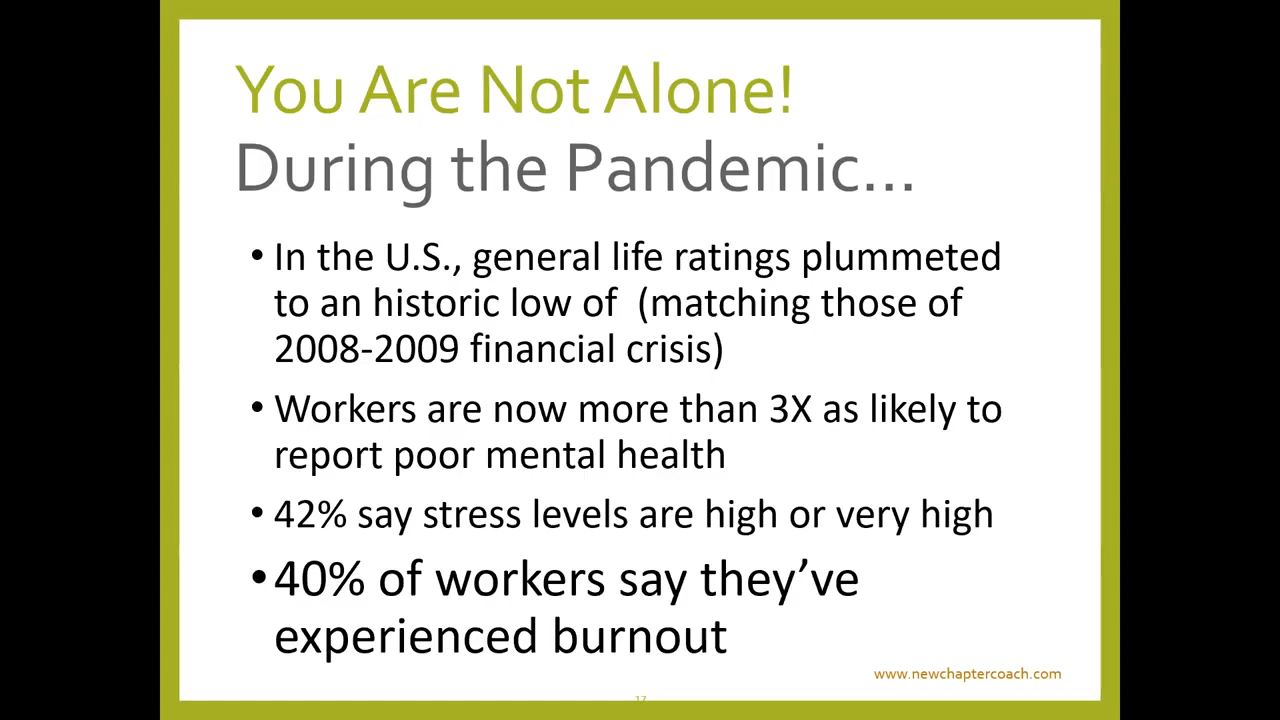 You Are Not Alone!
During the Pandemic...
• In the U.S., general life ratings plummeted
to an historic low of  (matching those of
2008-2009 financial crisis)
• Workers are now more than 3X as likely to
report poor mental health
• 42% say stress levels are high or very high
• 40% of workers say they’ve
experienced burnout
www.newchaptercoach.com
17